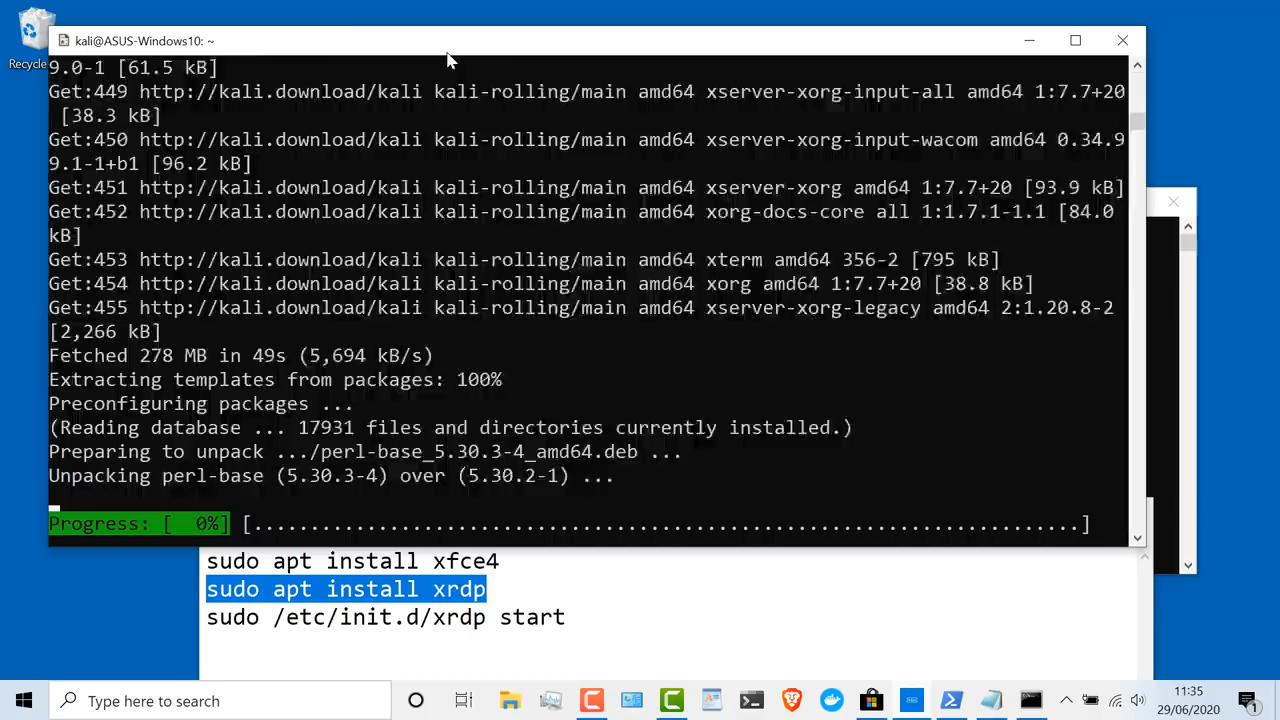 Recycle
kali@ASUS-Windows10: ~
9.0-1 [61.5 kB]
Get:449 http://kali.download/kali kali-rolling/main amd64 xserver-xorg-input-all amd64 1:7.7+20
[38.3 kB]
Get:450 http://kali.download/kali kali-rolling/main amd64 xserver-xorg-input-wacom amd64 0.34.9
9.1-1+b1 [96.2 kB]
Get:451 http://kali.download/kali kali-rolling/main amd64 xserver-xorg amd64 1:7.7+20 [93.9 kB]
Get:452 http://kali.download/kali kali-rolling/main amd64 xorg-docs-core all 1:1.7.1-1.1 [84.0
kB]
Get:453 http://kali.download/kali kali-rolling/main amd64 xterm amd64 356-2 [795 kB]
Get:454 http://kali.download/kali kali-rolling/main amd64 xorg amd64 1:7.7+20 [38.8 kB]
Get:455 http://kali.download/kali kali-rolling/main amd64 xserver-xorg-legacy amd64 2:1.20.8-2
[2,266 kB]
Fetched 278 MB in 49s (5,694 kB/s)
Extracting templates from packages: 100%
Preconfiguring packages ...
(Reading database ... 17931 files and directories currently installed.)
Preparing to unpack .../perl-base_5.30.3-4_amd64.deb ...
Unpacking perl-base (5.30.3-4) over (5.30.2-1) ...
Progress: [  0%] [..........................................................................]
sudo apt install xfce4
sudo apt install xrdp
sudo /etc/init.d/xrdp start
Type here to search
11:35
29/06/2020
1